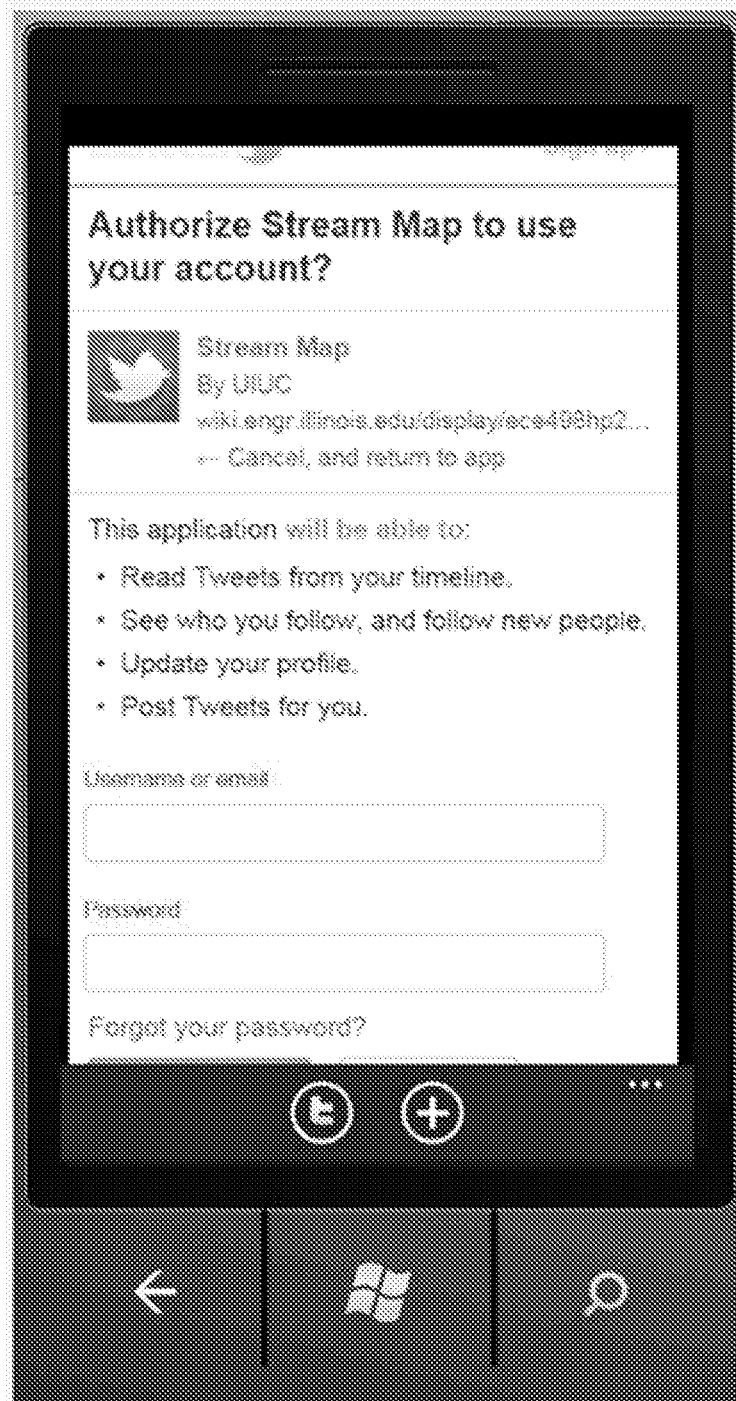 Authorize Stream Map to use
your account?
Stream Map
By UIUC
wiki.engr.illinois.edu/display/ece498hp2...
← Cancel, and return to app
This application will be able to:
• Read Tweets from your timeline.
• See who you follow, and follow new people.
• Update your profile.
• Post Tweets for you.
Username or email
Password
Forgot your password?